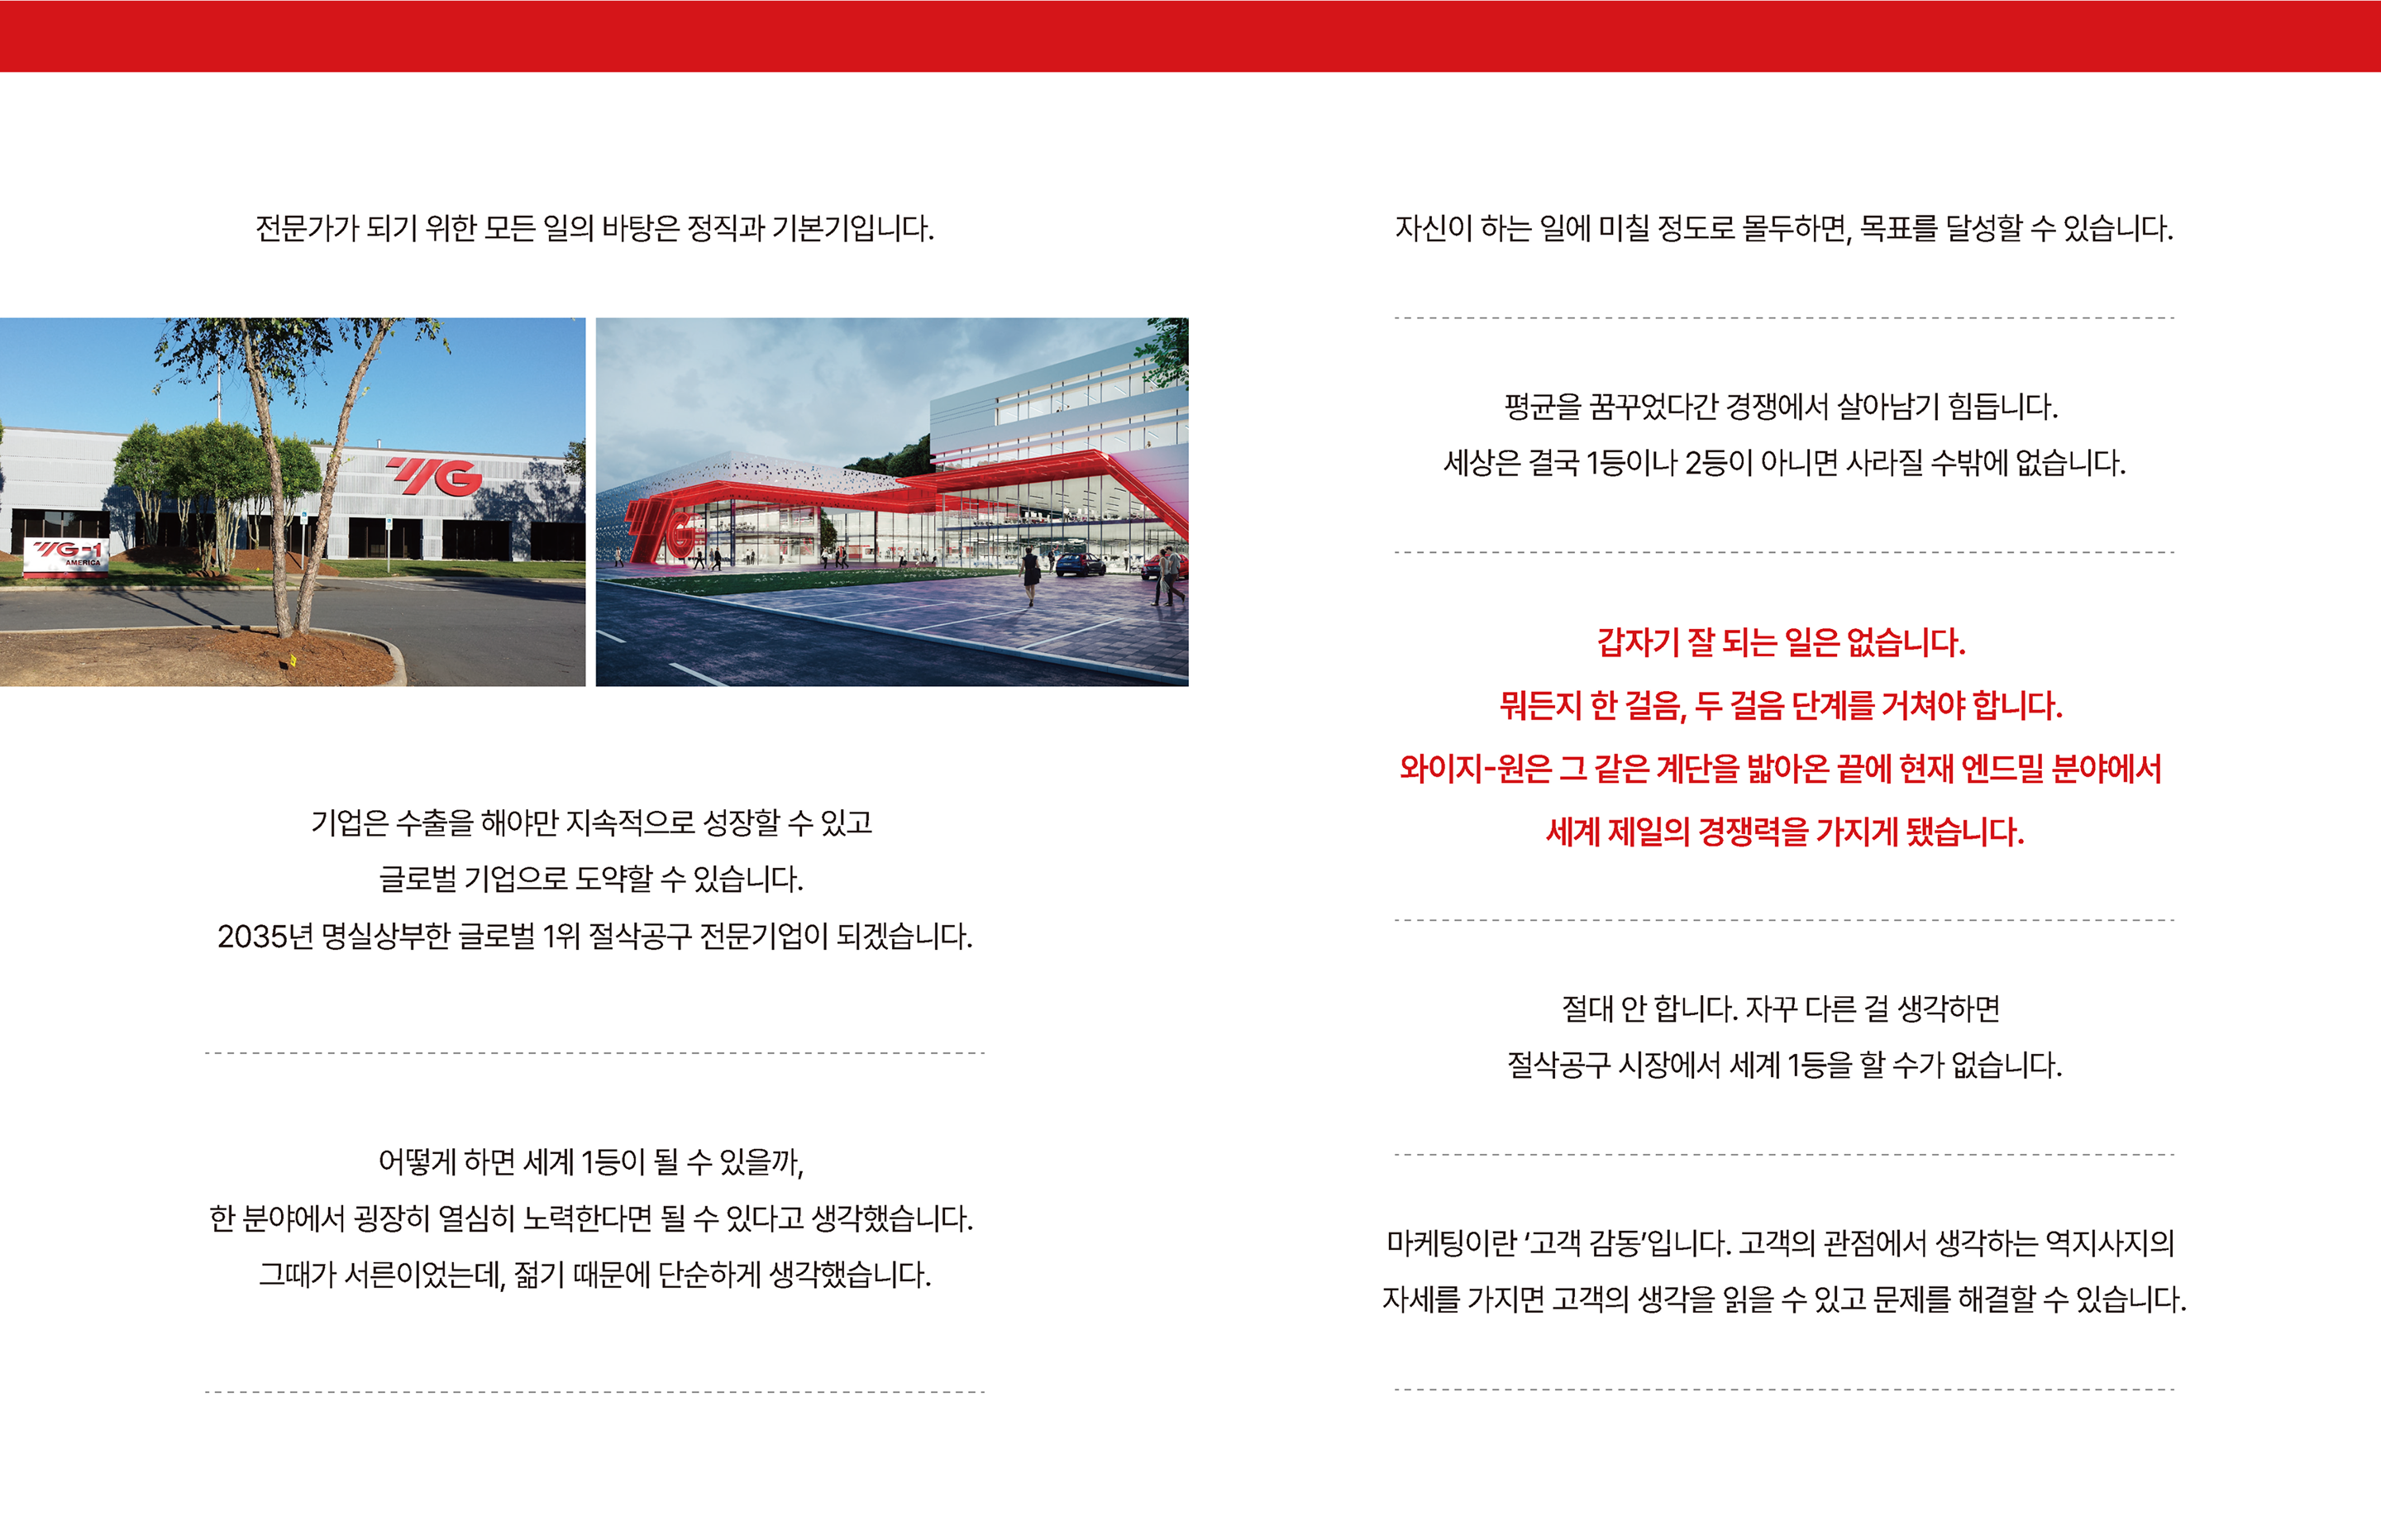 전문가가 되기 위한 모든 일의 바탕은 정직과 기본기입니다.
YG
YG-1
AMERICA
YG
기업은 수출을 해야만 지속적으로 성장할 수 있고
글로벌 기업으로 도약할 수 있습니다.
2035년 명실상부한 글로벌 1위 절삭공구 전문기업이 되겠습니다.
어떻게 하면 세계 1등이 될 수 있을까,
한 분야에서 굉장히 열심히 노력한다면 될 수 있다고 생각했습니다.
그때가 서른이었는데, 젊기 때문에 단순하게 생각했습니다.
자신이 하는 일에 미칠 정도로 몰두하면, 목표를 달성할 수 있습니다.
평균을 꿈꾸었다간 경쟁에서 살아남기 힘듭니다.
세상은 결국 1등이나 2등이 아니면 사라질 수밖에 없습니다.
갑자기 잘 되는 일은 없습니다.
뭐든지 한 걸음, 두 걸음 단계를 거쳐야 합니다.
와이지-원은 그 같은 계단을 밟아온 끝에 현재 엔드밀 분야에서
세계 제일의 경쟁력을 가지게 됐습니다.
절대 안 합니다. 자꾸 다른 걸 생각하면
절삭공구 시장에서 세계 1등을 할 수가 없습니다.
마케팅이란 ‘고객 감동’입니다. 고객의 관점에서 생각하는 역지사지의
자세를 가지면 고객의 생각을 읽을 수 있고 문제를 해결할 수 있습니다.